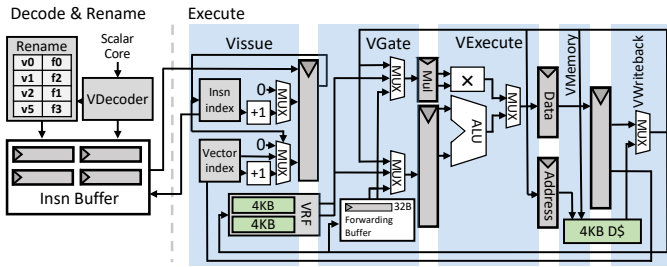 Decode & Rename
Execute
Rename
v0 f0
v1 f2
v2 f1
v5 f3
Scalar
Core
VDecoder
Insn Buffer
Vissue
Insn
index
+1
0
MUX
Vector
index
+1
0
MUX
4KB
4KB
VRF
VGate
MUX
MUX
32B
Forwarding
Buffer
VExecute
Mul
×
ALU
MUX
VMemory
Data
Address
4KB D$
VWriteback
MUX